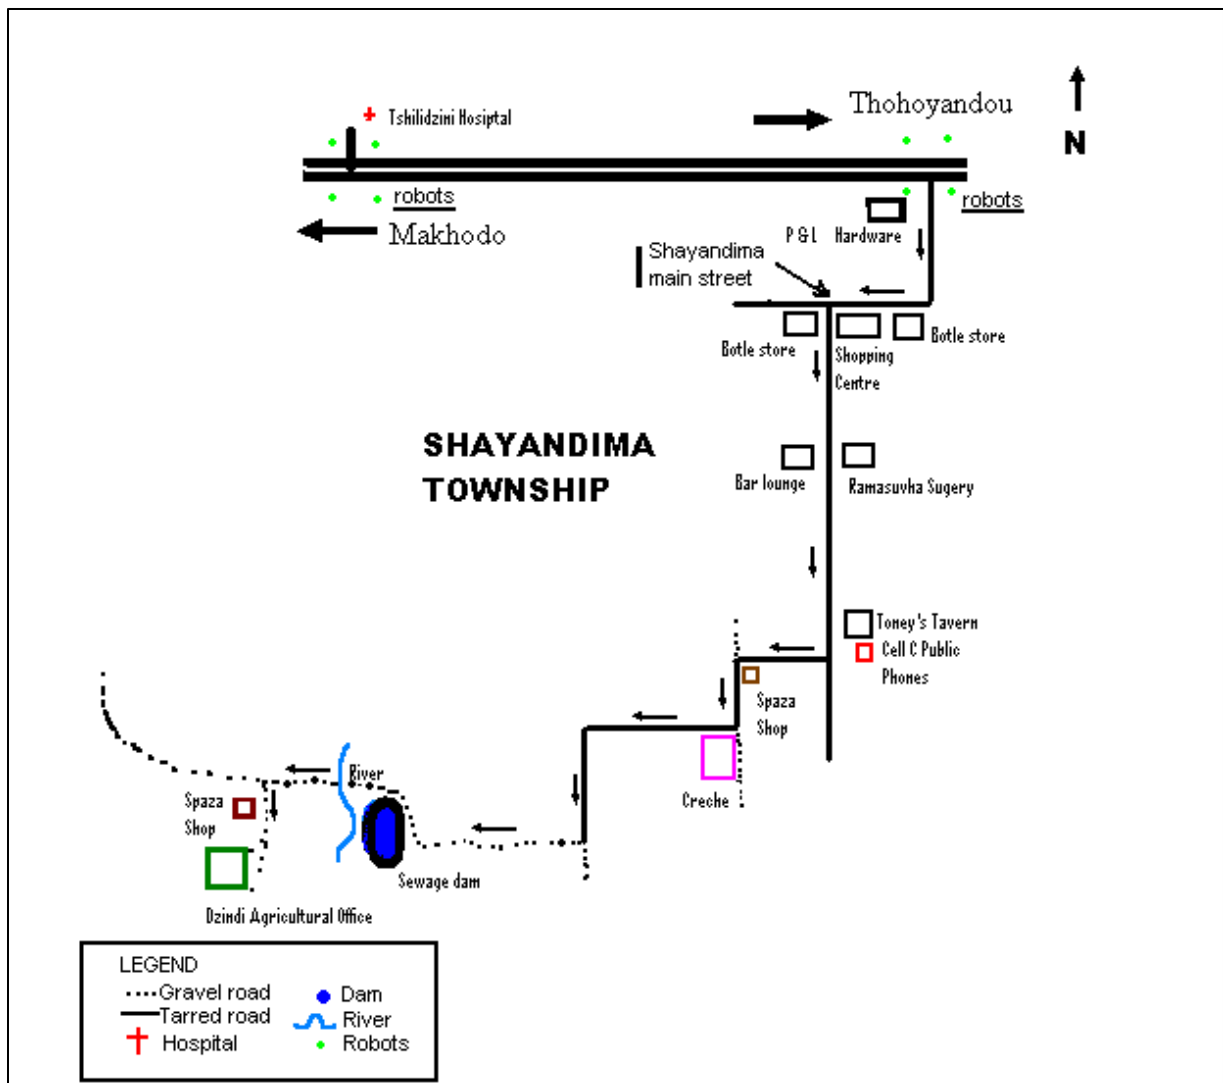 Tshilidzini Hosiptal
Thohoyandou
N
robots
robots
Makhodo
P & L Hardware
Shayandima
main street
Botle store
Shopping
Centre
Botle store
SHAYANDIMA
TOWNSHIP
Bar lounge
Ramasuvha Sugery
Toney's Tavern
Cell C Public
Phones
Spaza
Shop
River
Spaza
Shop
Creche
Sewage dam
Dzindi Agricultural Office
LEGEND
Gravel road
Dam
Tarred road
River
Hospital
Robots